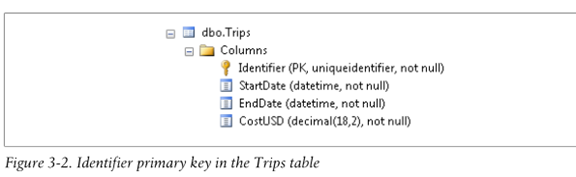 dbo.Trips
Columns
Identifier (PK, uniqueidentifier, not null)
StartDate (datetime, not null)
EndDate (datetime, not null)
CostUSD (decimal(18,2), not null)
Figure 3-2. Identifier primary key in the Trips table